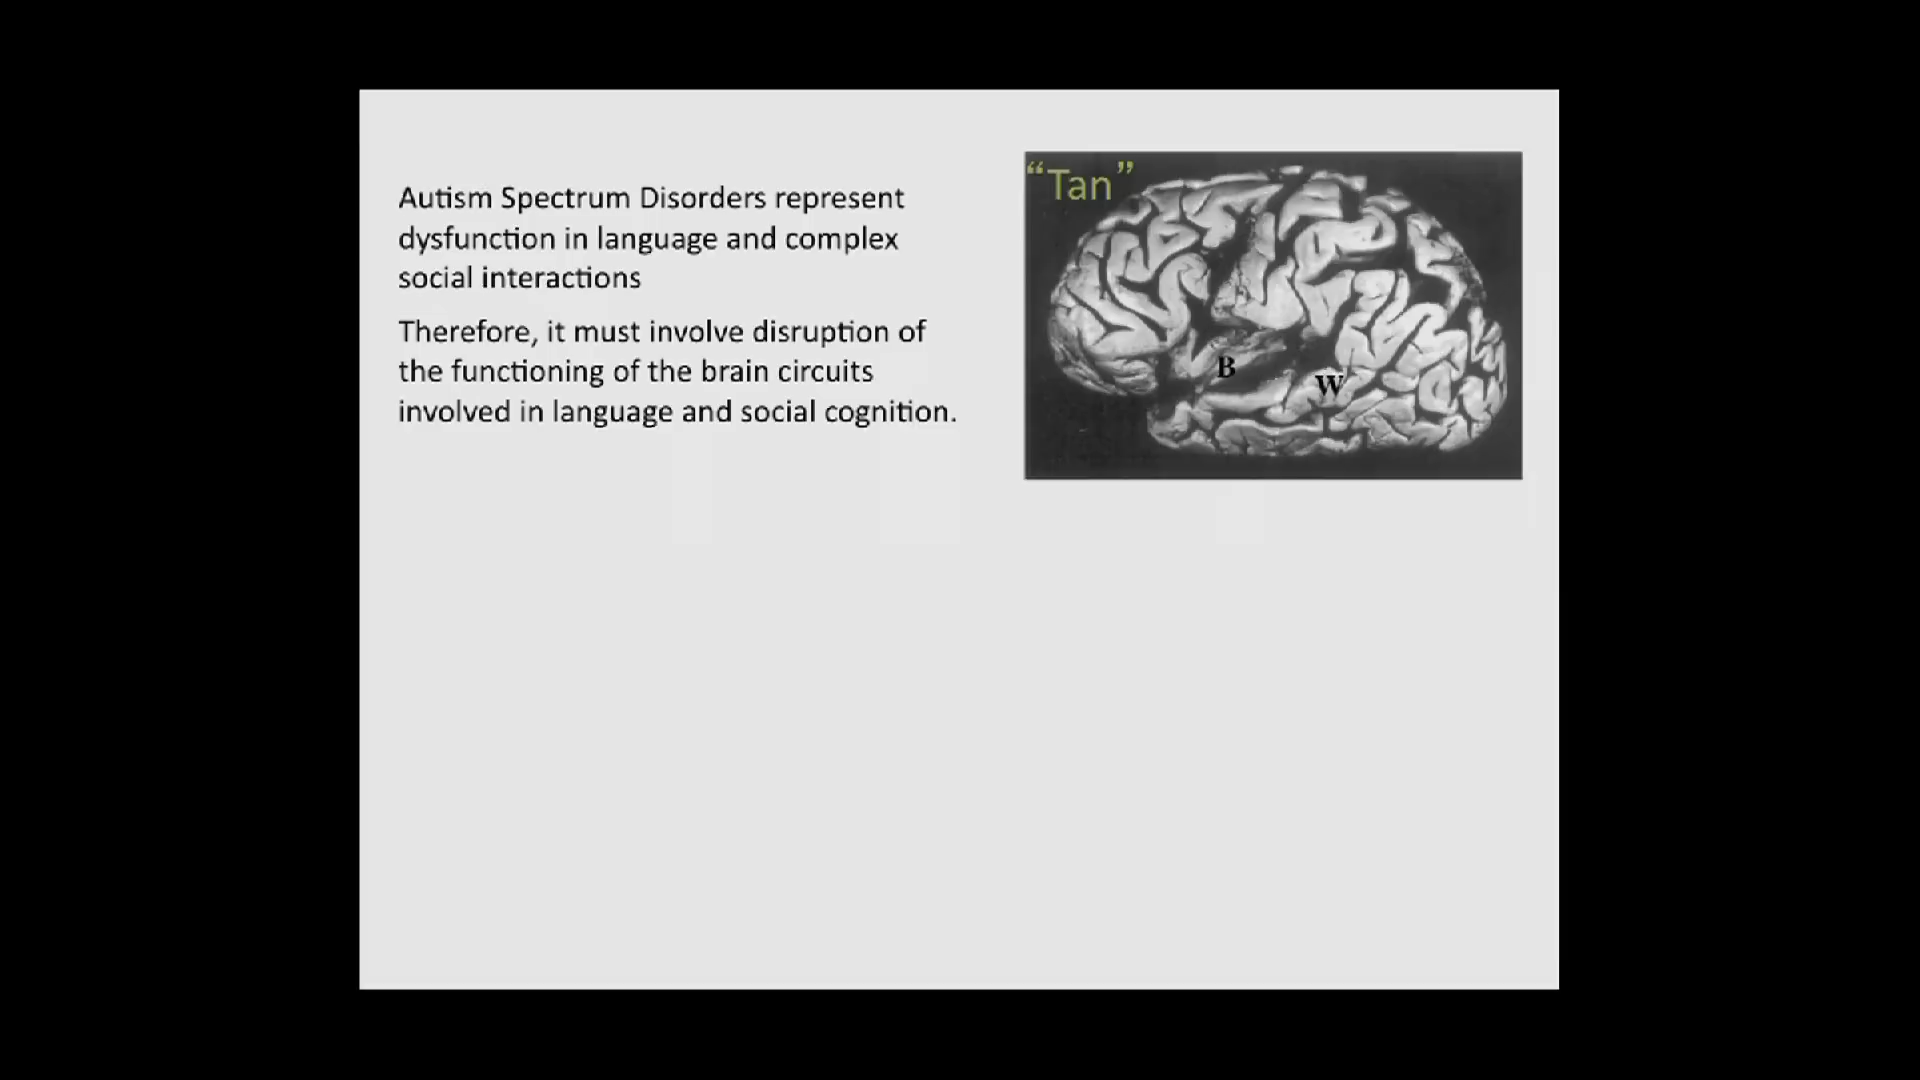 Autism Spectrum Disorders represent
dysfunction in language and complex
social interactions
Therefore, it must involve disruption of
the functioning of the brain circuits
involved in language and social cognition.
“Tan”
B
W